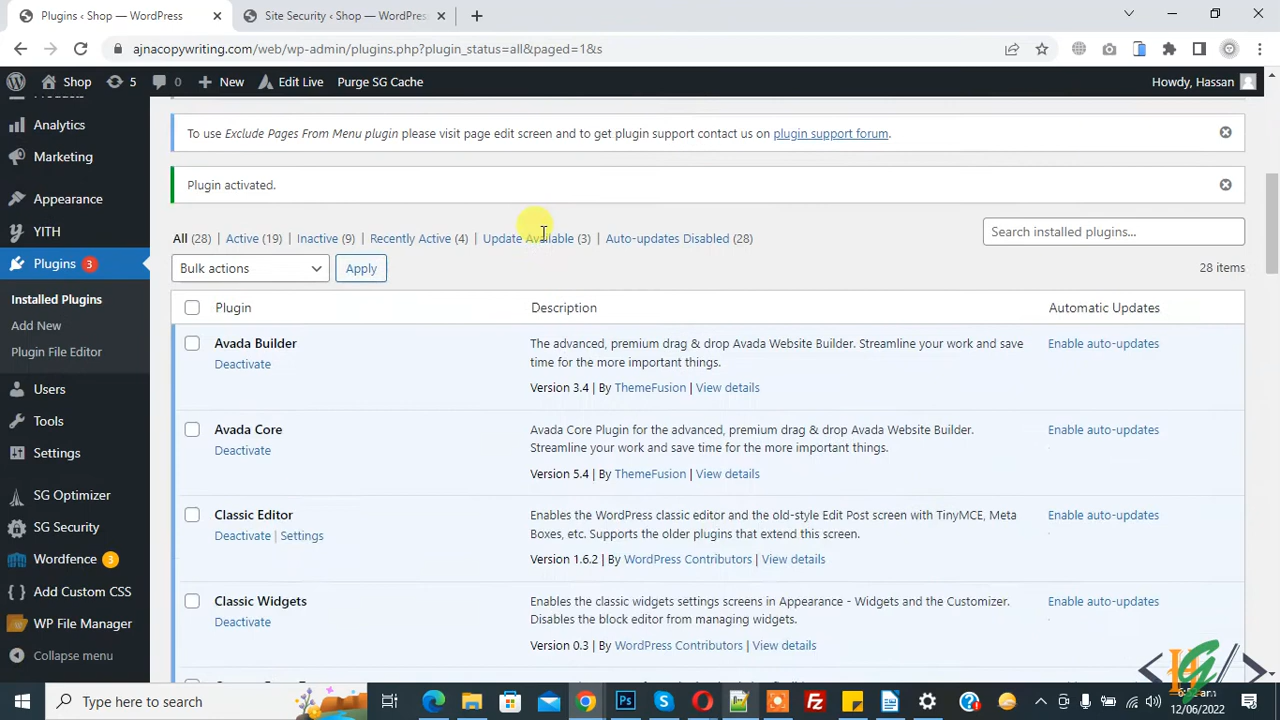 Plugins ‹ Shop — WordPress
Site Security ‹ Shop — WordPress
ajnacopywriting.com/web/wp-admin/plugins.php?plugin_status=all&paged=1&s
Shop 5 0 New Edit Live Purge SG Cache Howdy, Hassan
Products
Analytics
Marketing
Appearance
YITH
Plugins 3
Installed Plugins
Add New
Plugin File Editor
Users
Tools
Settings
SG Optimizer
SG Security
Wordfence 3
Add Custom CSS
WP File Manager
Collapse menu
To use Exclude Pages From Menu plugin please visit page edit screen and to get plugin support contact us on plugin support forum.
Plugin activated.
All (28) | Active (19) | Inactive (9) | Recently Active (4) | Update Available (3) | Auto-updates Disabled (28)
Search installed plugins...
Bulk actions Apply 28 items
Plugin Description Automatic Updates
Avada Builder
Deactivate
The advanced, premium drag & drop Avada Website Builder. Streamline your work and save
time for the more important things.
Version 3.4 | By ThemeFusion | View details
Enable auto-updates
Avada Core
Deactivate
Avada Core Plugin for the advanced, premium drag & drop Avada Website Builder.
Streamline your work and save time for the more important things.
Version 5.4 | By ThemeFusion | View details
Enable auto-updates
Classic Editor
Deactivate | Settings
Enables the WordPress classic editor and the old-style Edit Post screen with TinyMCE, Meta
Boxes, etc. Supports the older plugins that extend this screen.
Version 1.6.2 | By WordPress Contributors | View details
Enable auto-updates
Classic Widgets
Deactivate
Enables the classic widgets settings screens in Appearance - Widgets and the Customizer.
Disables the block editor from managing widgets.
Version 0.3 | By WordPress Contributors | View details
Enable auto-updates
Type here to search
12/06/2022